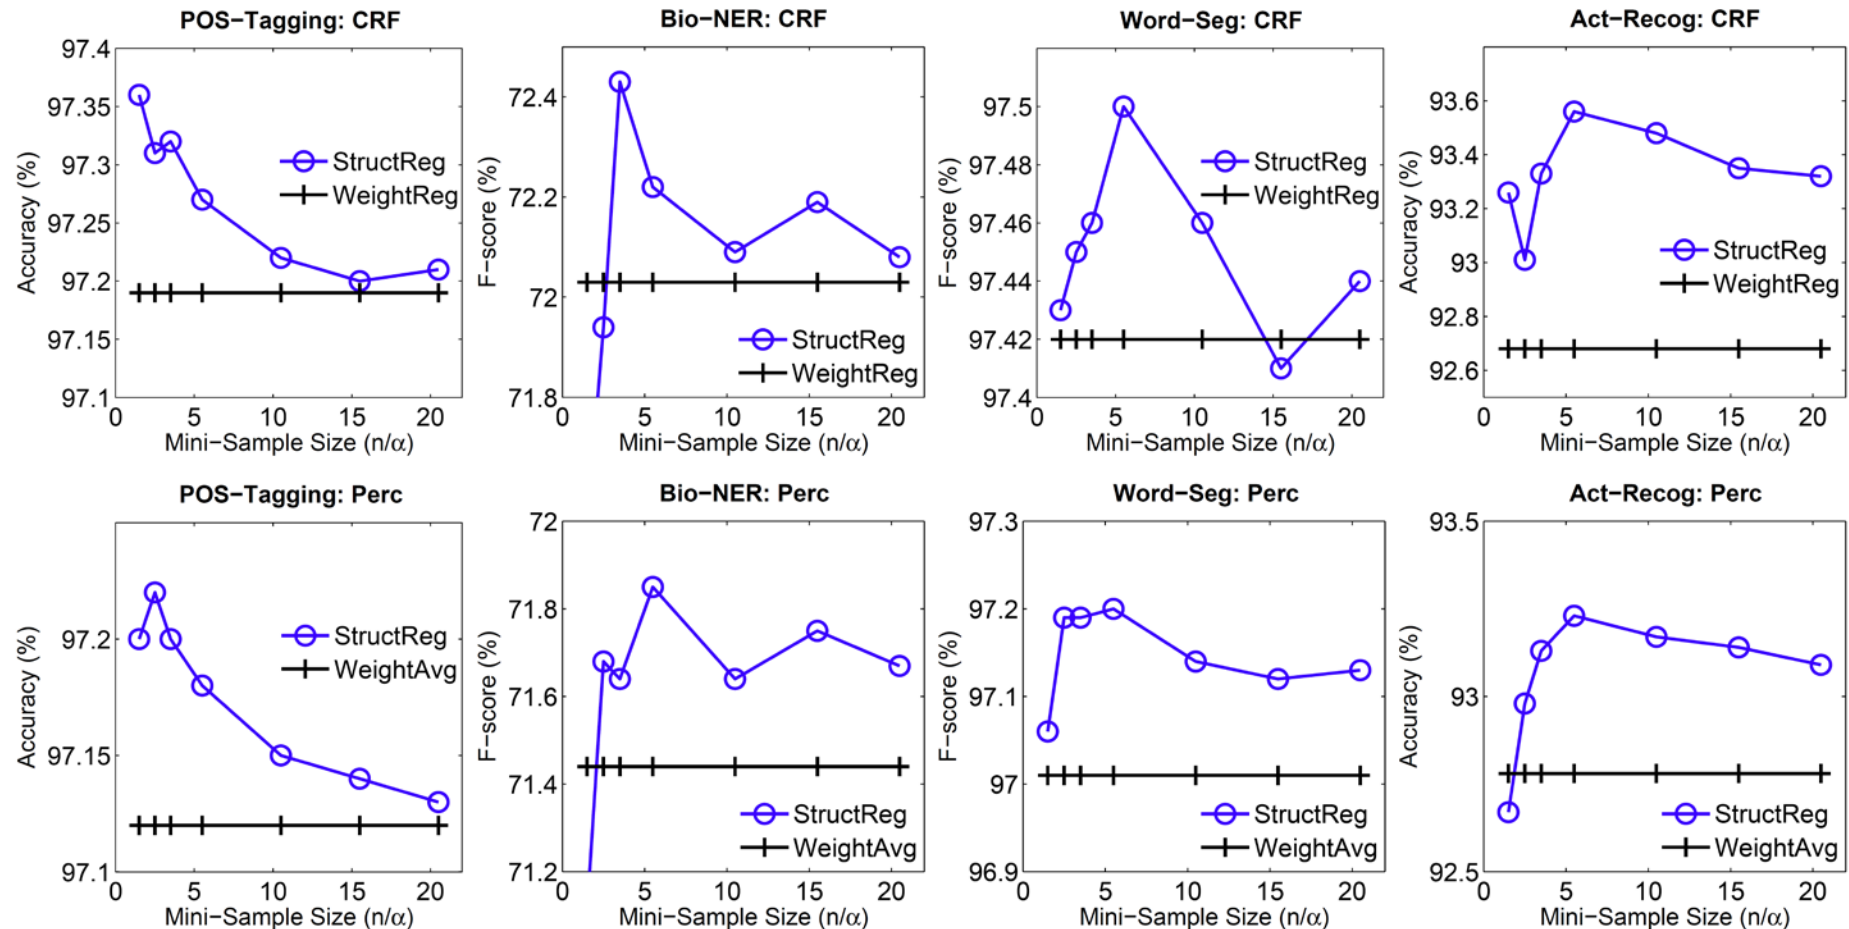 POS−Tagging: CRF
Accuracy (%)
97.4
97.35
97.3
97.25
97.2
97.15
97.1
StructReg
WeightReg
0 5 10 15 20
Mini−Sample Size (n/α)
Bio−NER: CRF
F−score (%)
72.4
72.2
72
71.8
StructReg
WeightReg
0 5 10 15 20
Mini−Sample Size (n/α)
Word−Seg: CRF
F−score (%)
97.5
97.48
97.46
97.44
97.42
97.4
StructReg
WeightReg
0 5 10 15 20
Mini−Sample Size (n/α)
Act−Recog: CRF
Accuracy (%)
93.6
93.4
93.2
93
92.8
92.6
StructReg
WeightReg
0 5 10 15 20
Mini−Sample Size (n/α)
POS−Tagging: Perc
Accuracy (%)
97.2
97.15
97.1
StructReg
WeightAvg
0 5 10 15 20
Mini−Sample Size (n/α)
Bio−NER: Perc
F−score (%)
72
71.8
71.6
71.4
71.2
StructReg
WeightAvg
0 5 10 15 20
Mini−Sample Size (n/α)
Word−Seg: Perc
F−score (%)
97.3
97.2
97.1
97
96.9
StructReg
WeightAvg
0 5 10 15 20
Mini−Sample Size (n/α)
Act−Recog: Perc
Accuracy (%)
93.5
93
92.5
StructReg
WeightAvg
0 5 10 15 20
Mini−Sample Size (n/α)